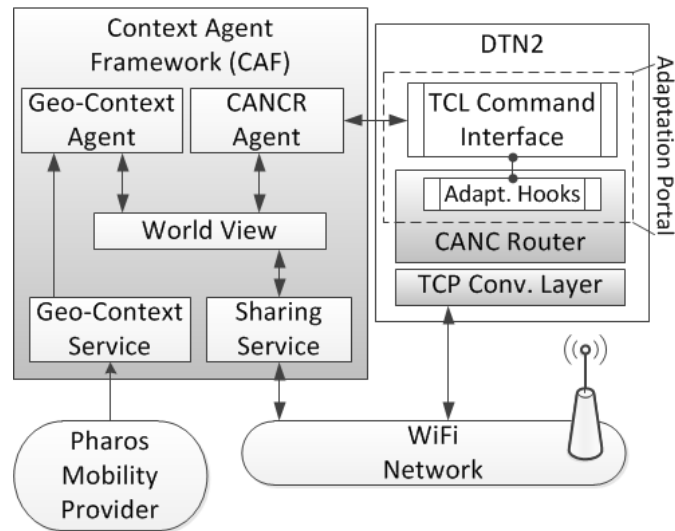 Context Agent
Framework (CAF)
Geo-Context
Agent
CANCR
Agent
World View
Geo-Context
Service
Sharing
Service
Pharos
Mobility
Provider
DTN2
TCL Command
Interface
Adapt. Hooks
CANC Router
TCP Conv. Layer
Adaptation Portal
WiFi
Network